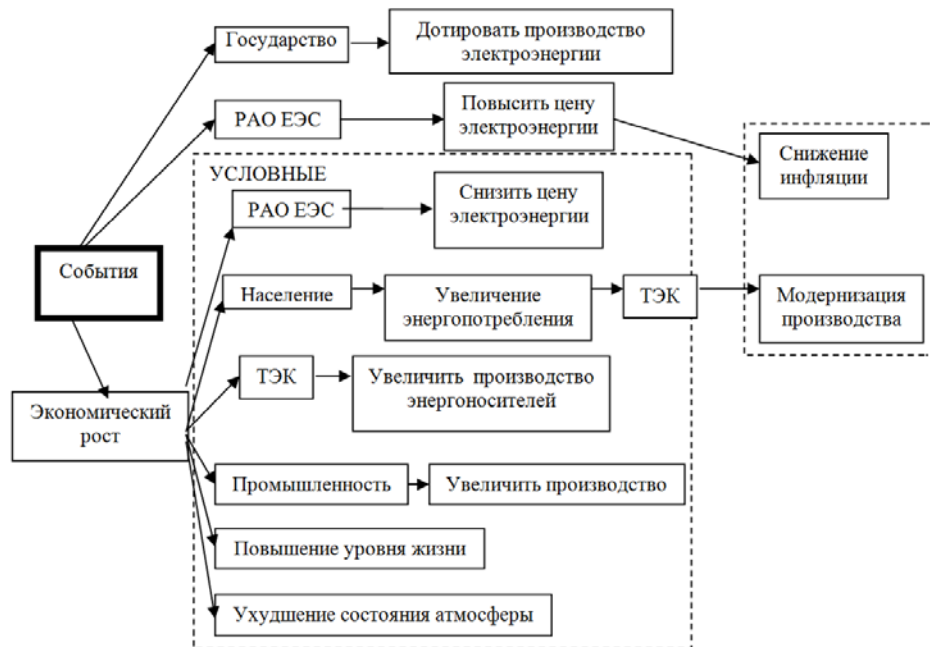 Государство
Дотировать производство
электроэнергии
РАО ЕЭС
Повысить цену
электроэнергии
Снижение
инфляции
УСЛОВНЫЕ
РАО ЕЭС
Снизить цену
электроэнергии
События
Население
Увеличение
энергопотребления
ТЭК
Модернизация
производства
ТЭК
Увеличить производство
энергоносителей
Экономический
рост
Промышленность
Увеличить производство
Повышение уровня жизни
Ухудшение состояния атмосферы